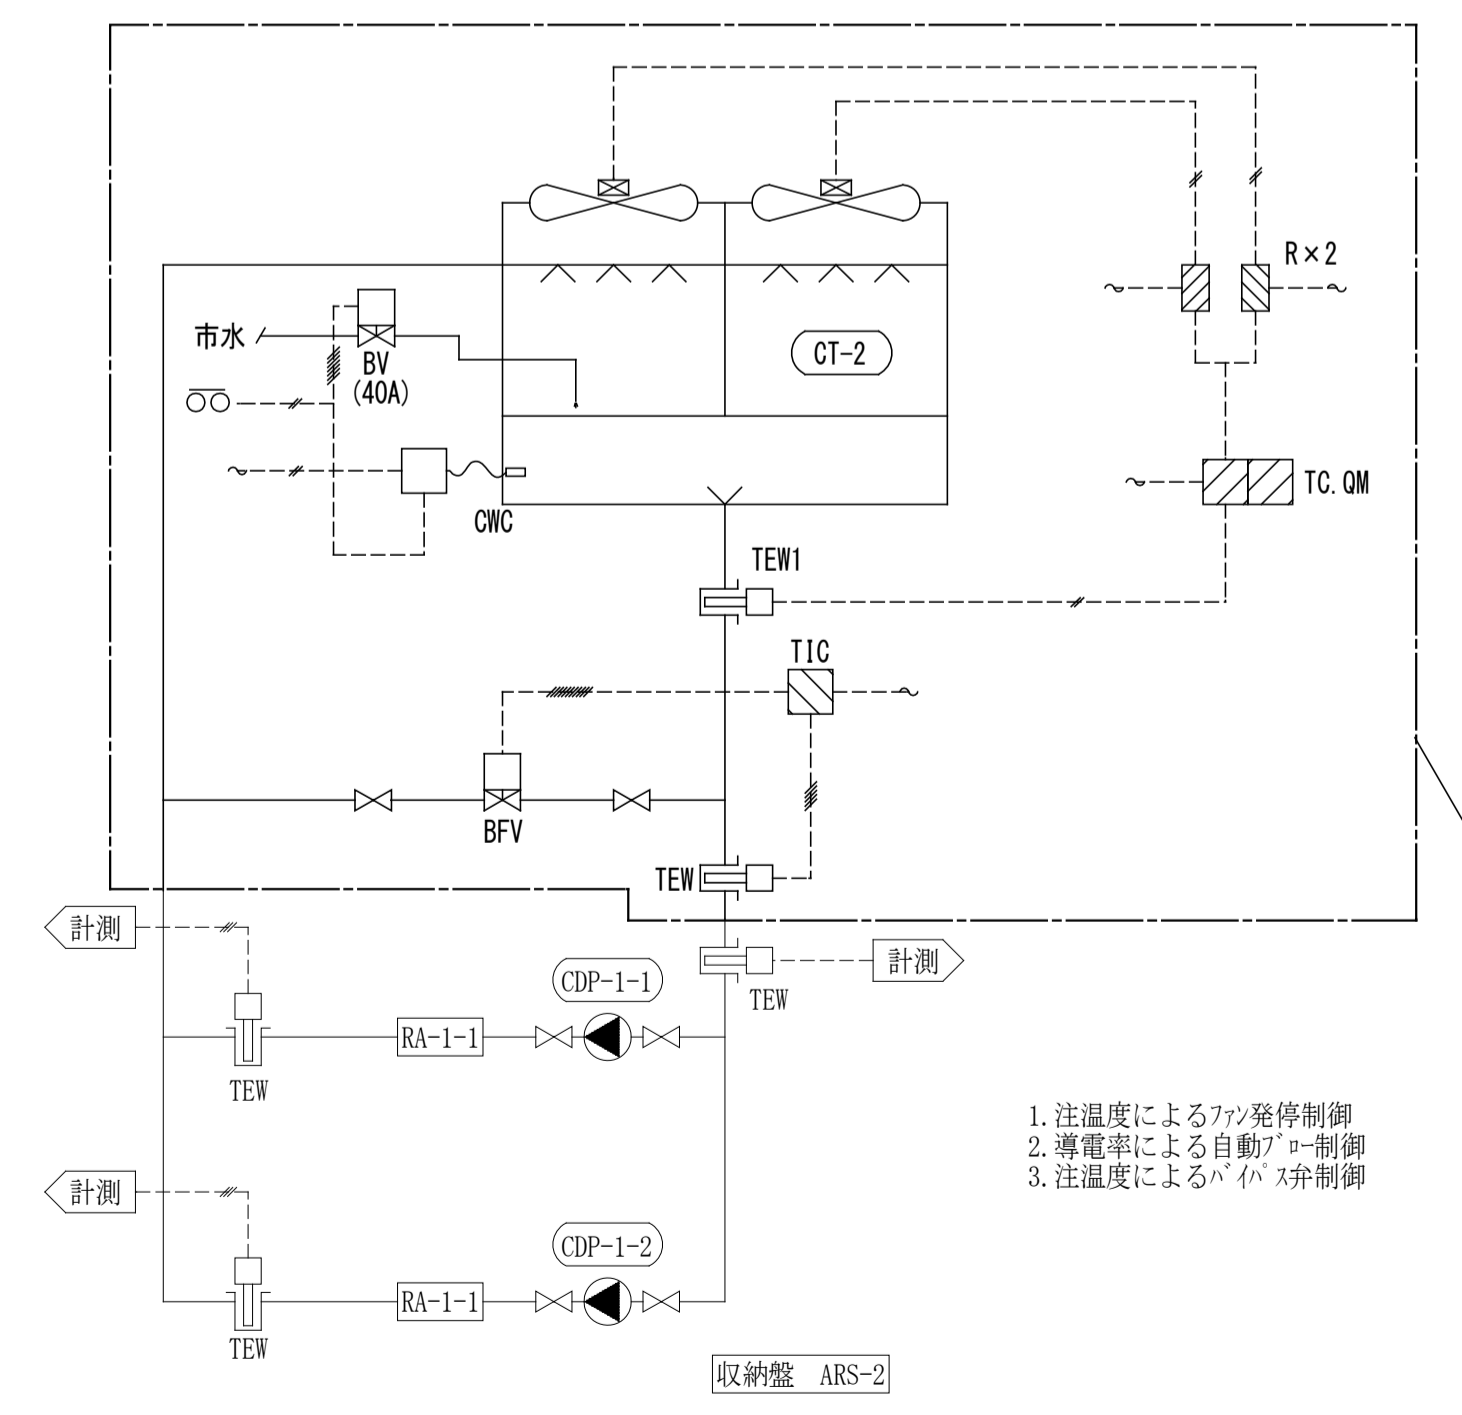 R×2
市水
BV
(40A)
CT-2
TC.QM
CWC
TEW1
TIC
BFV
TEW
計測
計測
CDP-1-1
TEW
RA-1-1
TEW
1.注温度によるﾌｧﾝ発停制御
2.導電率による自動ﾌﾞﾛｰ制御
3.注温度によるﾊﾞｲﾊﾟｽ弁制御
計測
CDP-1-2
RA-1-1
TEW
収納盤　ARS-2